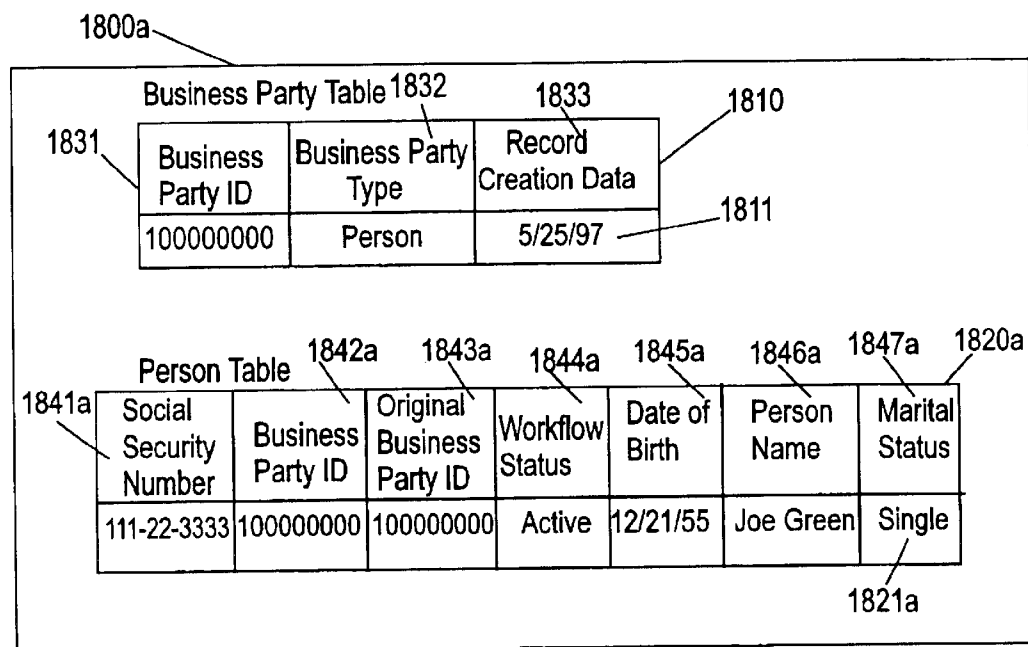 1800a
Business Party Table 1832 1833 1810
1831
Business Party ID Business Party Type Record Creation Data
100000000 Person 5/25/97 1811
Person Table 1842a 1843a 1844a 1845a 1846a 1847a 1820a
1841a
Social Security Number Business Party ID Original Business Party ID Workflow Status Date of Birth Person Name Marital Status
111-22-3333 100000000 100000000 Active 12/21/55 Joe Green Single
1821a